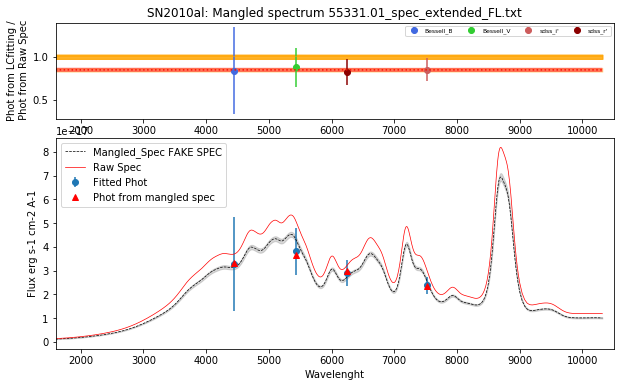 SN2010al: Mangled spectrum 55331.01_spec_extended_FL.txt
Phot from LCfitting /
Phot from Raw Spec
1.0
0.5
Bessell_B
Bessell_V
sdss_i'
sdss_r'
2000 3000 4000 5000 6000 7000 8000 9000 10000
1e−17
Flux erg s-1 cm-2 A-1
8
7
6
5
4
3
2
1
0
Mangled_Spec FAKE SPEC
Raw Spec
Fitted Phot
Phot from mangled spec
2000 3000 4000 5000 6000 7000 8000 9000 10000
Wavelenght